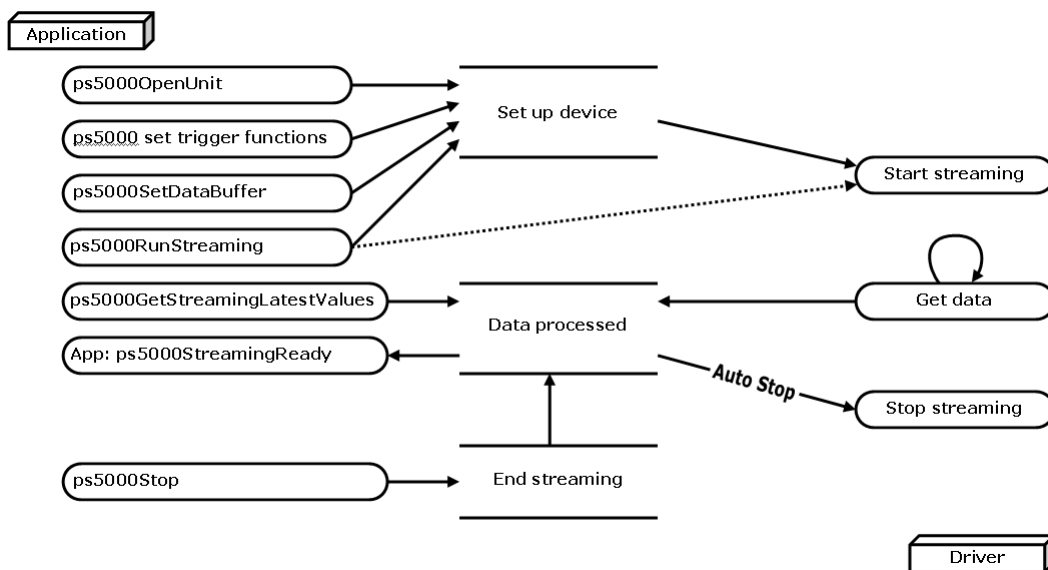 Application
ps5000OpenUnit
Set up device
ps5000 set trigger functions
Start streaming
ps5000SetDataBuffer
ps5000RunStreaming
ps5000GetStreamingLatestValues
Get data
Data processed
App: ps5000StreamingReady
Auto Stop
Stop streaming
ps5000Stop
End streaming
Driver